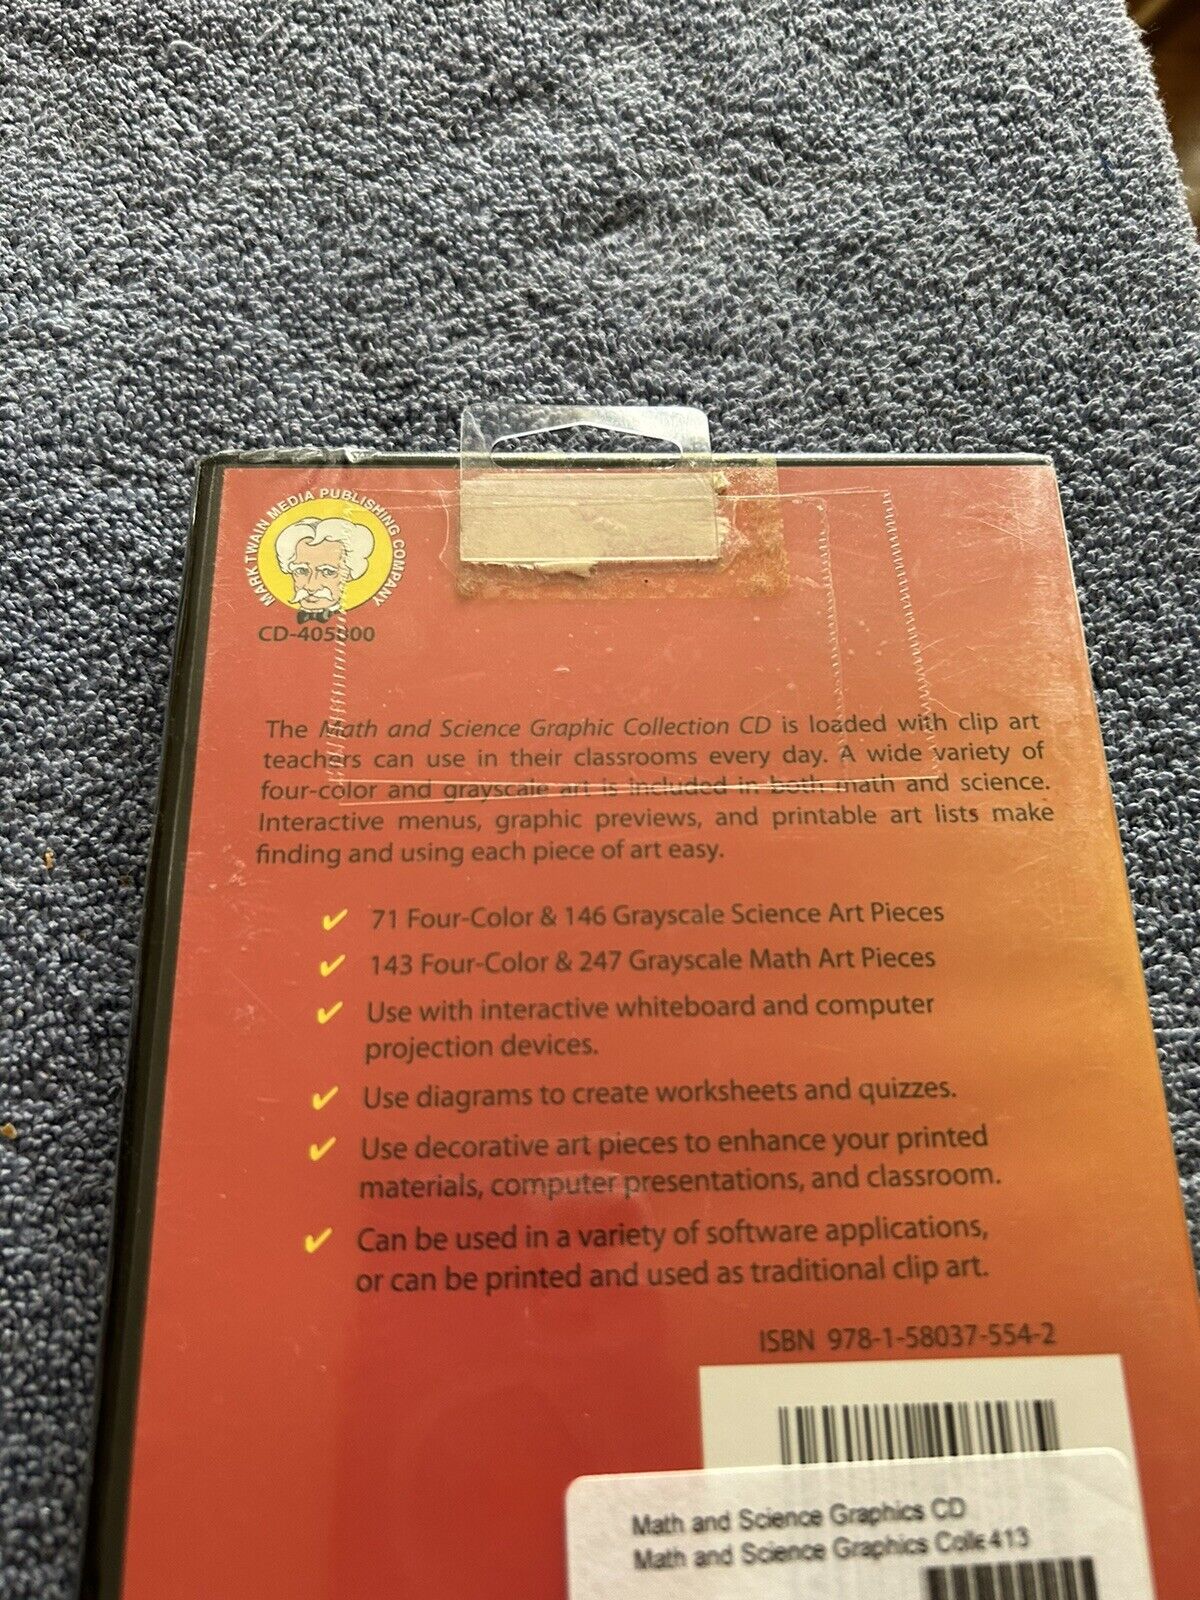 MARK TWAIN MEDIA PUBLISHING COMPANY
The Math and Science Graphic Collection CD is loaded with clip art
teachers can use in their classrooms every day. A wide variety of
four-color and grayscale art is included in both math and science.
Interactive menus, graphic previews, and printable art lists make
finding and using each piece of art easy.
✔ 71 Four-Color & 146 Grayscale Science Art Pieces
✔ 143 Four-Color & 247 Grayscale Math Art Pieces
✔ Use with interactive whiteboard and computer
projection devices.
✔ Use diagrams to create worksheets and quizzes.
✔ Use decorative art pieces to enhance your printed
materials, computer presentations, and classroom.
✔ Can be used in a variety of software applications,
or can be printed and used as traditional clip art.
ISBN 978-1-58037-554-2
Math and Science Graphics CD
Math and Science Graphics Colle413